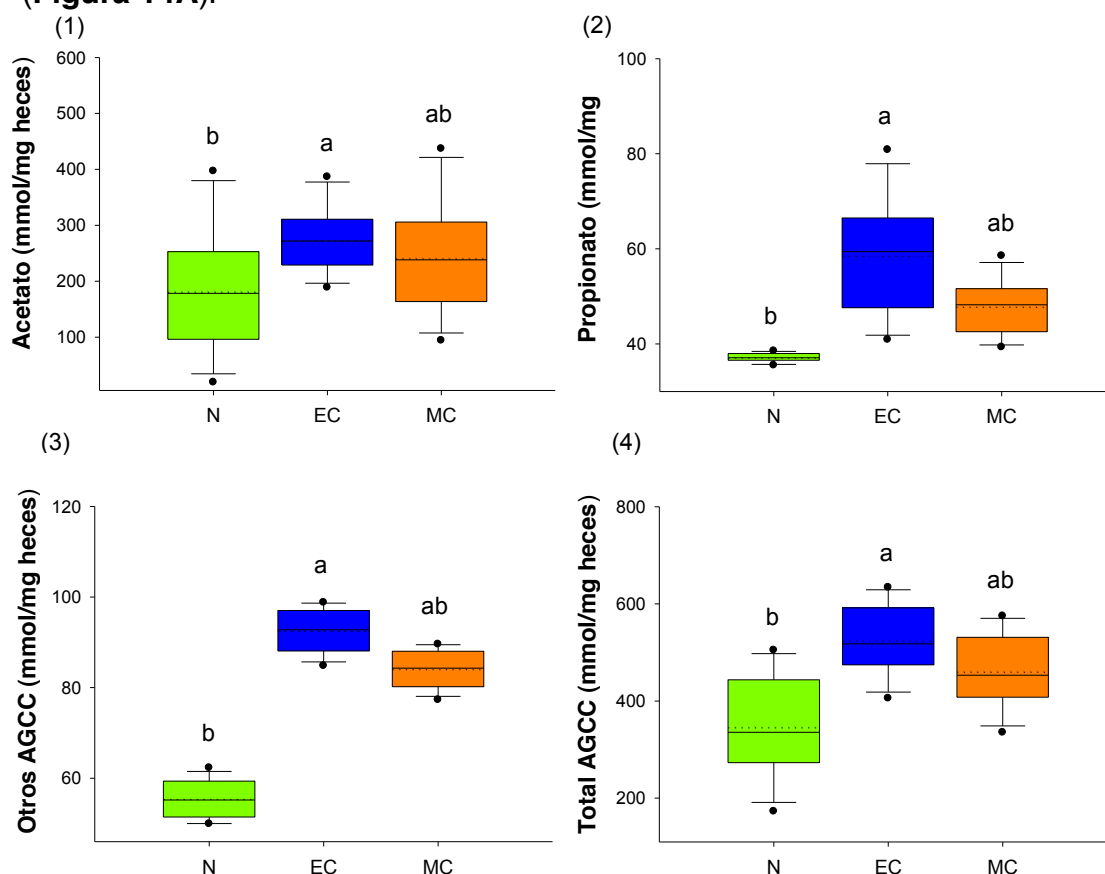 (Figura
(1)
Acetato (mmol/mg heces)
600
500
400
300
200
100
b
a
ab
N EC MC
(2)
Propionato (mmol/mg
100
80
60
40
b
a
ab
N EC MC
(3)
Otros AGCC (mmol/mg heces)
120
100
80
60
b
a
ab
N EC MC
(4)
Total AGCC (mmol/mg heces)
800
600
400
200
b
a
ab
N EC MC